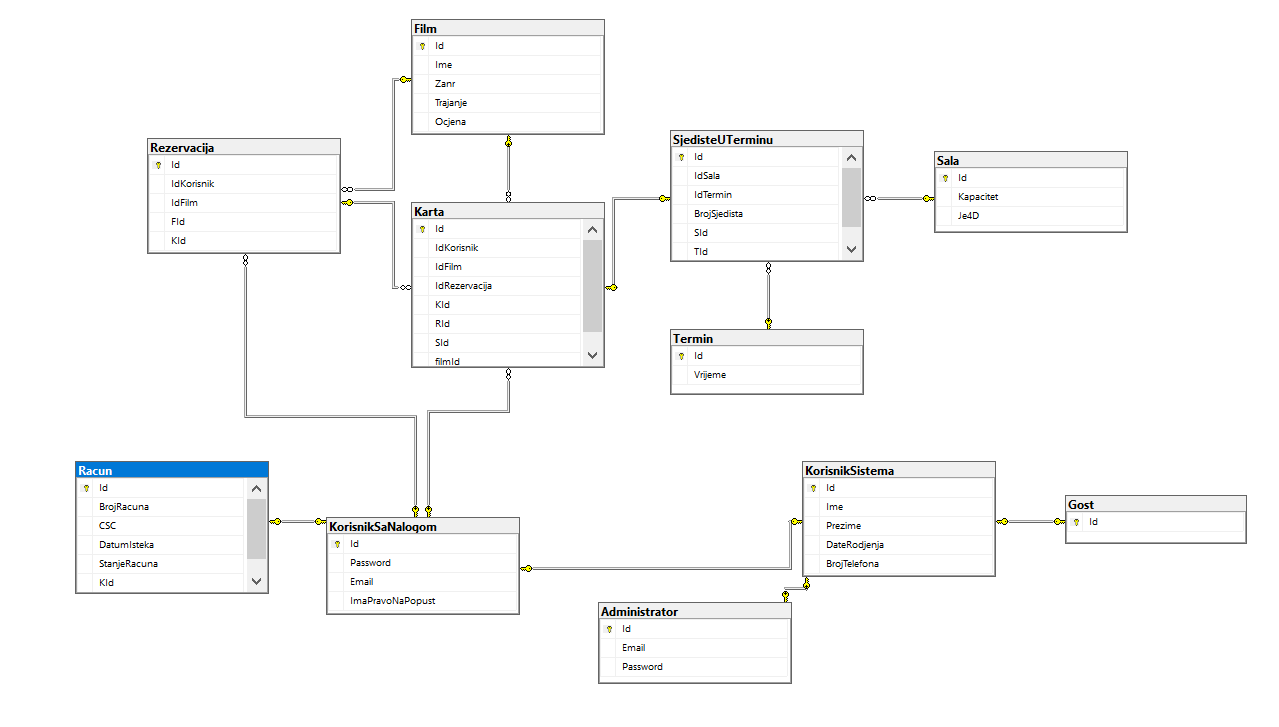 Film
Id
Ime
Zanr
Trajanje
Ocjena
Rezervacija
Id
IdKorisnik
IdFilm
FId
KId
Karta
Id
IdKorisnik
IdFilm
IdRezervacija
KId
RId
SId
filmId
SjedisteUTerminu
Id
IdSala
IdTermin
BrojSjedista
SId
TId
Sala
Id
Kapacitet
Je4D
Termin
Id
Vrijeme
Racun
Id
BrojRacuna
CSC
DatumIsteka
StanjeRacuna
KId
KorisnikSaNalogom
Id
Password
Email
ImaPravoNaPopust
KorisnikSistema
Id
Ime
Prezime
DateRodjenja
BrojTelefona
Gost
Id
Administrator
Id
Email
Password